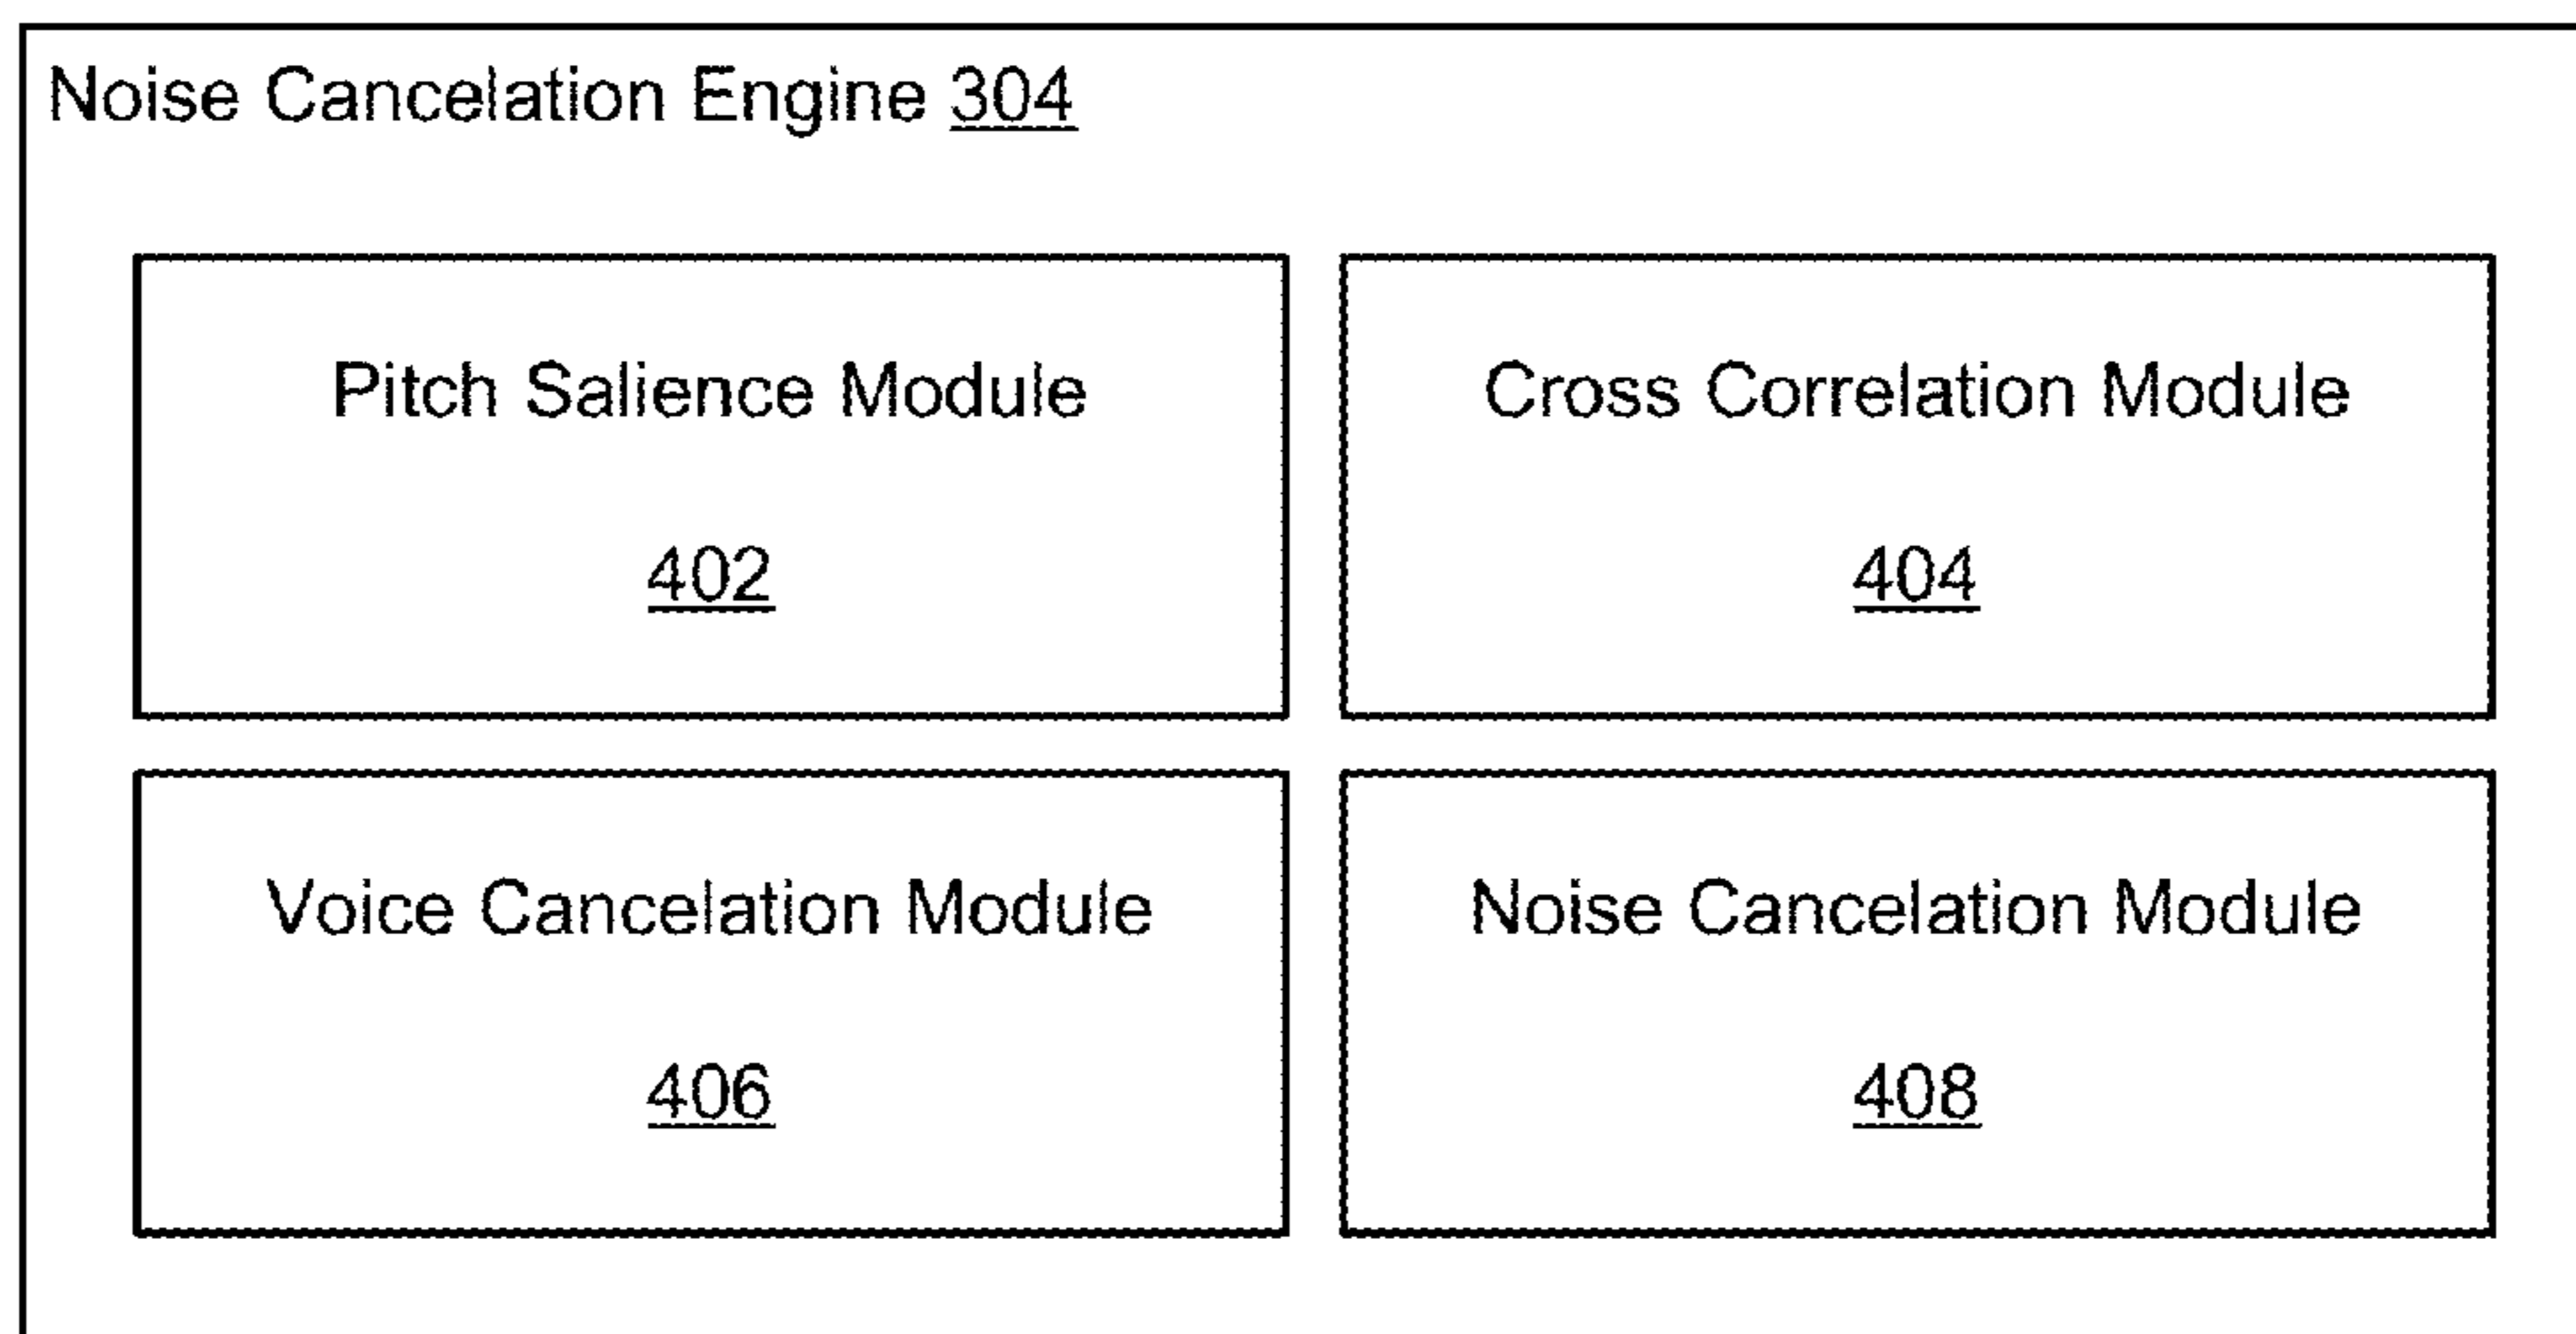 Noise Cancelation Engine 304
Pitch Salience Module
402
Cross Correlation Module
404
Voice Cancelation Module
406
Noise Cancelation Module
408